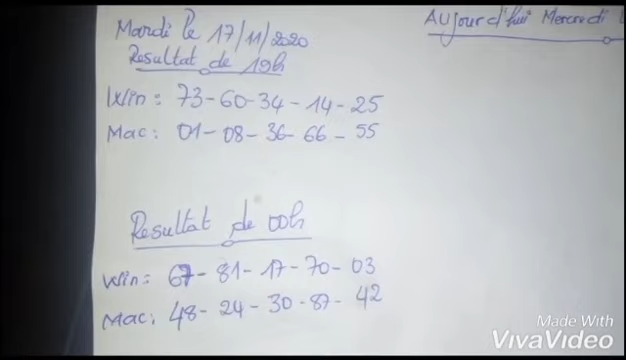 Mardi le 17/11/2020
Resultat de 19h
Win: 73-60-34-14-25
Mac: 01-08-36-66-55
Resultat de 00h
Win: 67-81-17-70-03
Mac: 48-24-30-87-42
Aujourd'hui Mercredi
Made With
VivaVideo